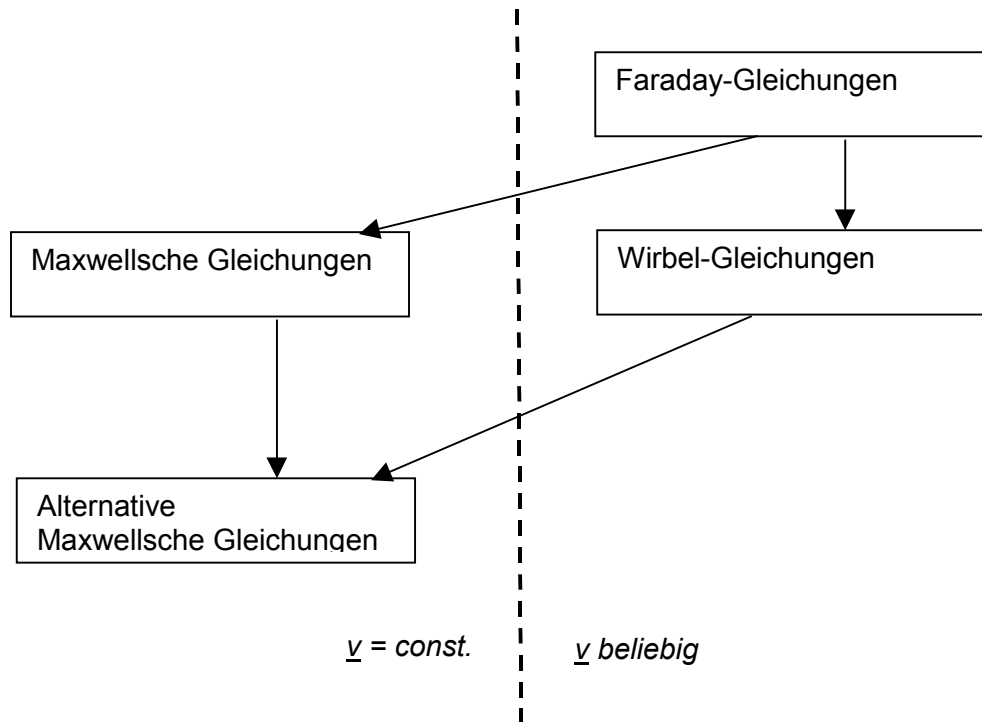 Faraday-Gleichungen
Maxwellsche Gleichungen
Wirbel-Gleichungen
Alternative
Maxwellsche Gleichungen
v = const.
v beliebig